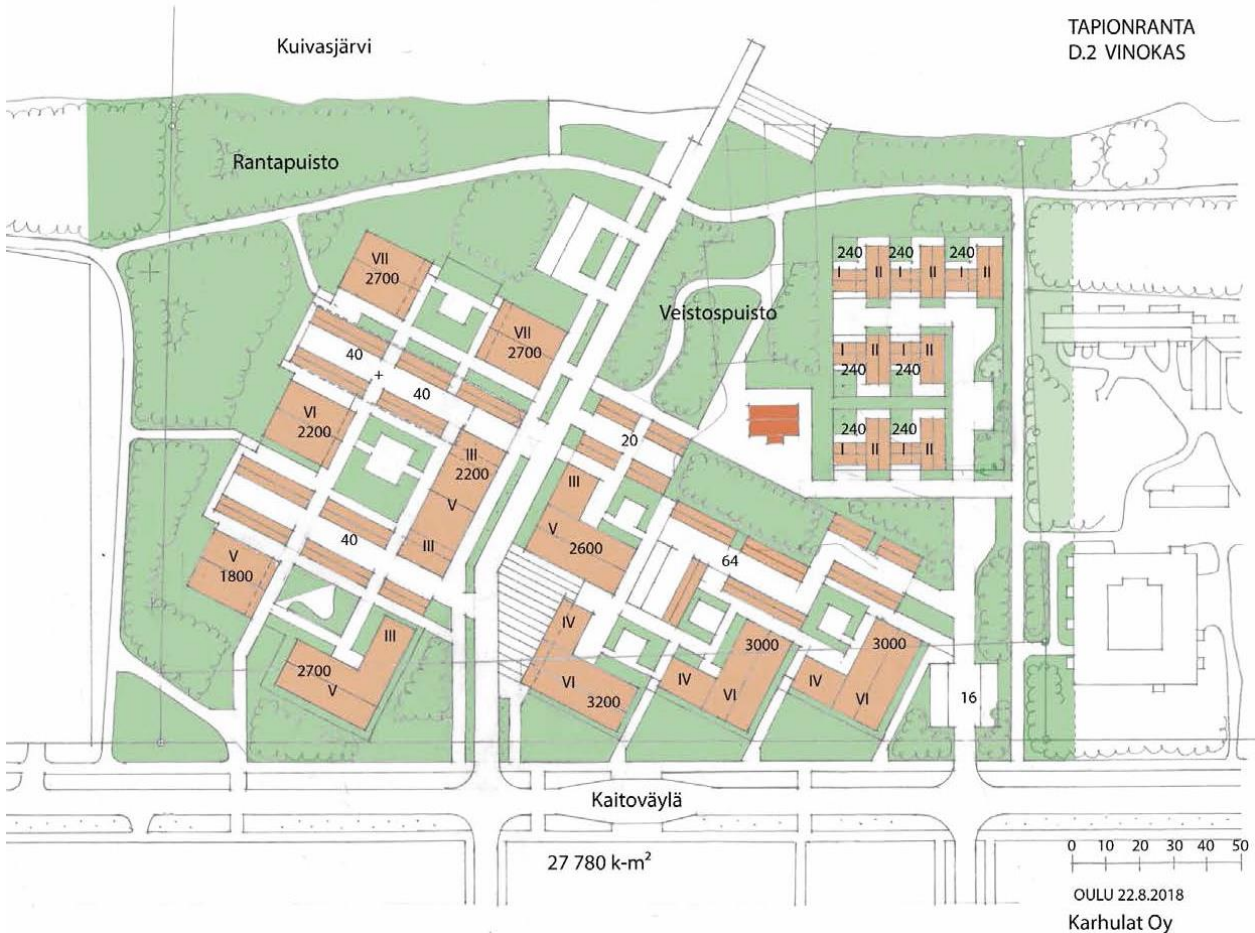 Kuivasjärvi
TAPIONRANTA
D.2 VINOKAS
Rantapuisto
VII
2700
VII
2700
Veistospuisto
240
240
240
I
II
I
II
I
II
I
II
I
II
240
240
240
240
I
II
I
II
40
+
40
VI
2200
III
2200
V
III
20
III
V
2600
40
V
1800
64
III
2700
V
IV
VI
3200
3000
IV
VI
3000
IV
VI
16
Kaitoväylä
27 780 k-m²
0 10 20 30 40 50
OULU 22.8.2018
Karhulat Oy